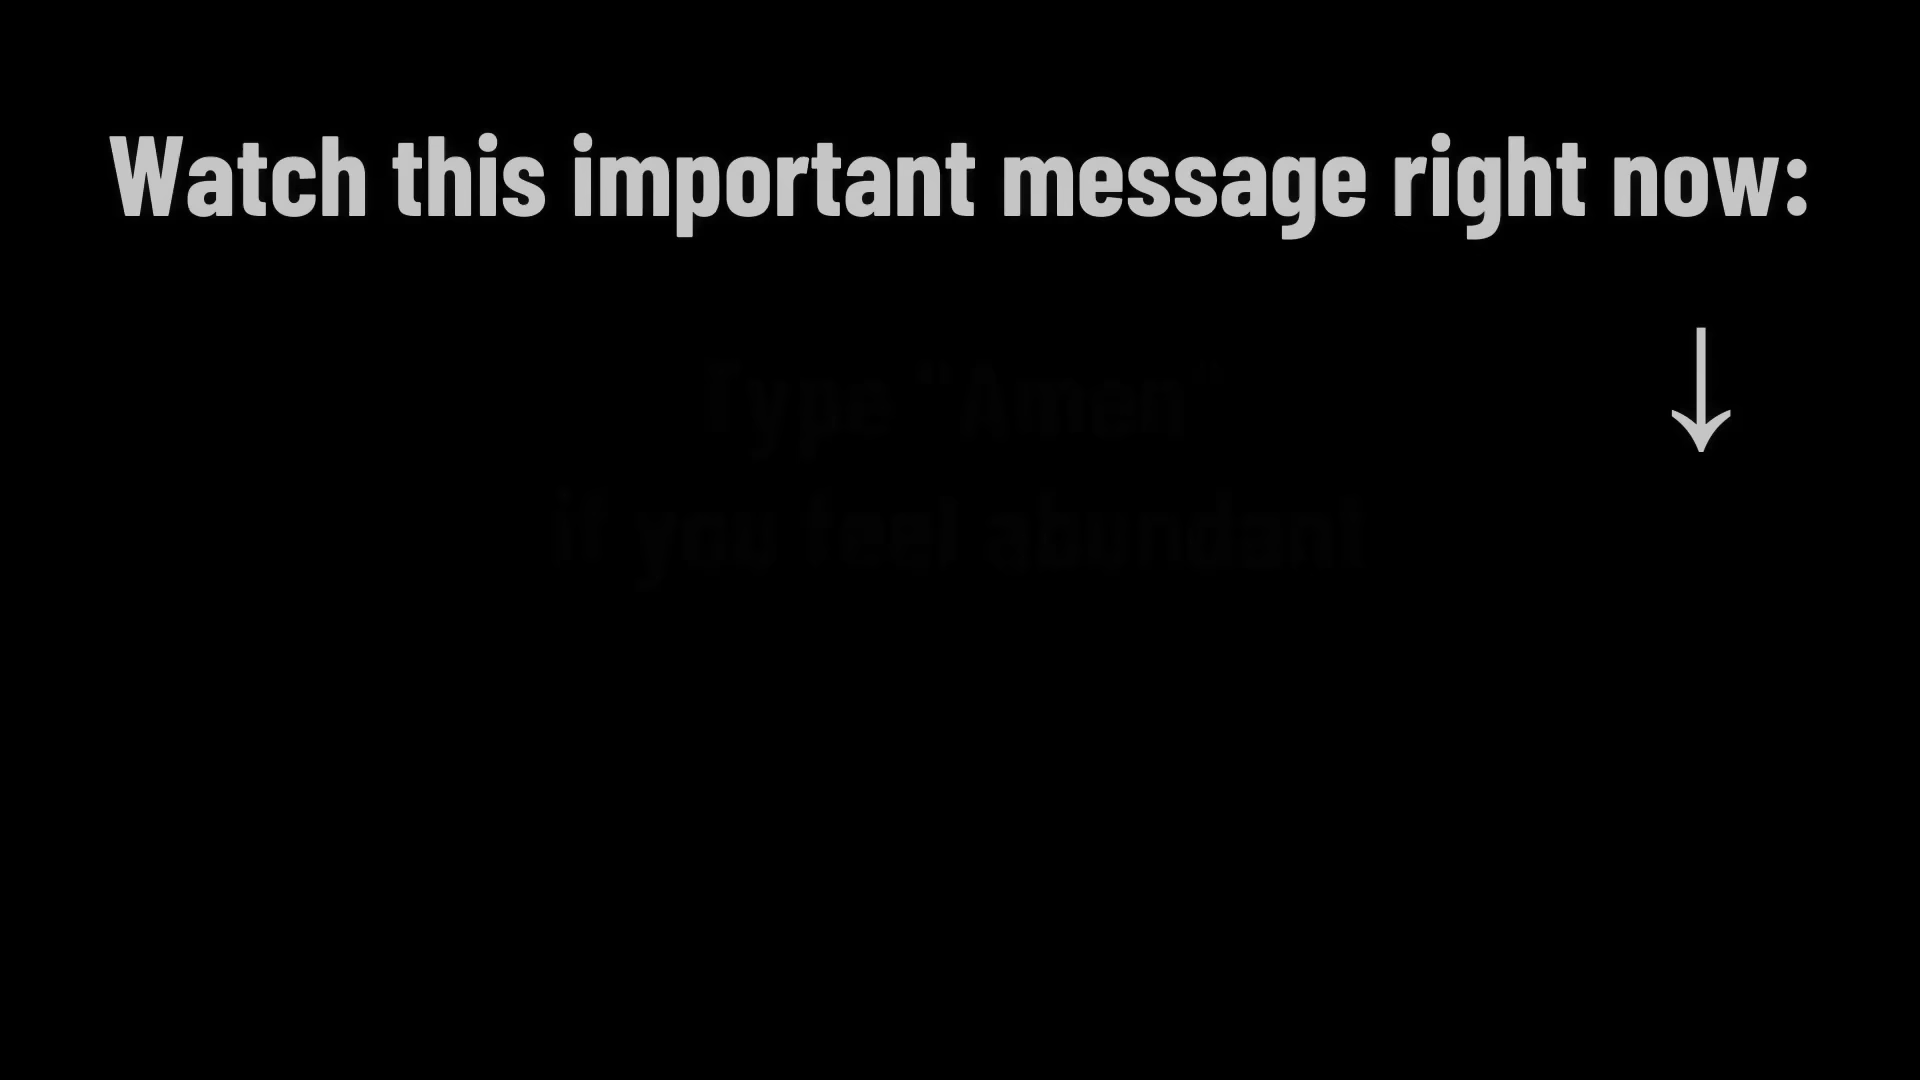 Watch this important message right now:
Type "Amen"
if you feel abundant